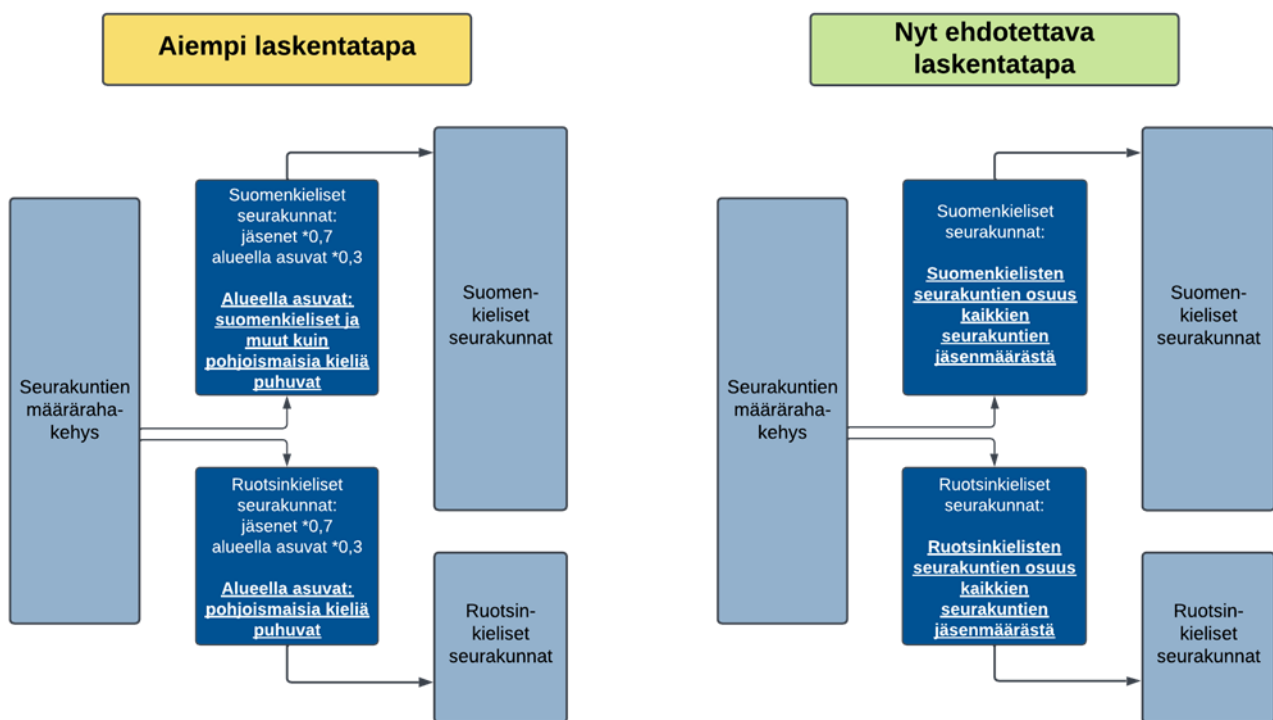 Aiempi laskentatapa
Seurakuntien
määräraha-
kehys
Suomenkieliset
seurakunnat:
jäsenet *0,7
alueella asuvat *0,3
Alueella asuvat:
suomenkieliset ja
muut kuin
pohjoismaisia kieliä
puhuvat
Ruotsinkieliset
seurakunnat:
jäsenet *0,7
alueella asuvat *0,3
Alueella asuvat:
pohjoismaisia kieliä
puhuvat
Suomen-
kieliset
seurakunnat
Ruotsin-
kieliset
seurakunnat
Nyt ehdotettava
laskentatapa
Seurakuntien
määräraha-
kehys
Suomenkieliset
seurakunnat:
Suomenkielisten
seurakuntien osuus
kaikkien
seurakuntien
jäsenmäärästä
Ruotsinkieliset
seurakunnat:
Ruotsinkielisten
seurakuntien osuus
kaikkien
seurakuntien
jäsenmäärästä
Suomen-
kieliset
seurakunnat
Ruotsin-
kieliset
seurakunnat